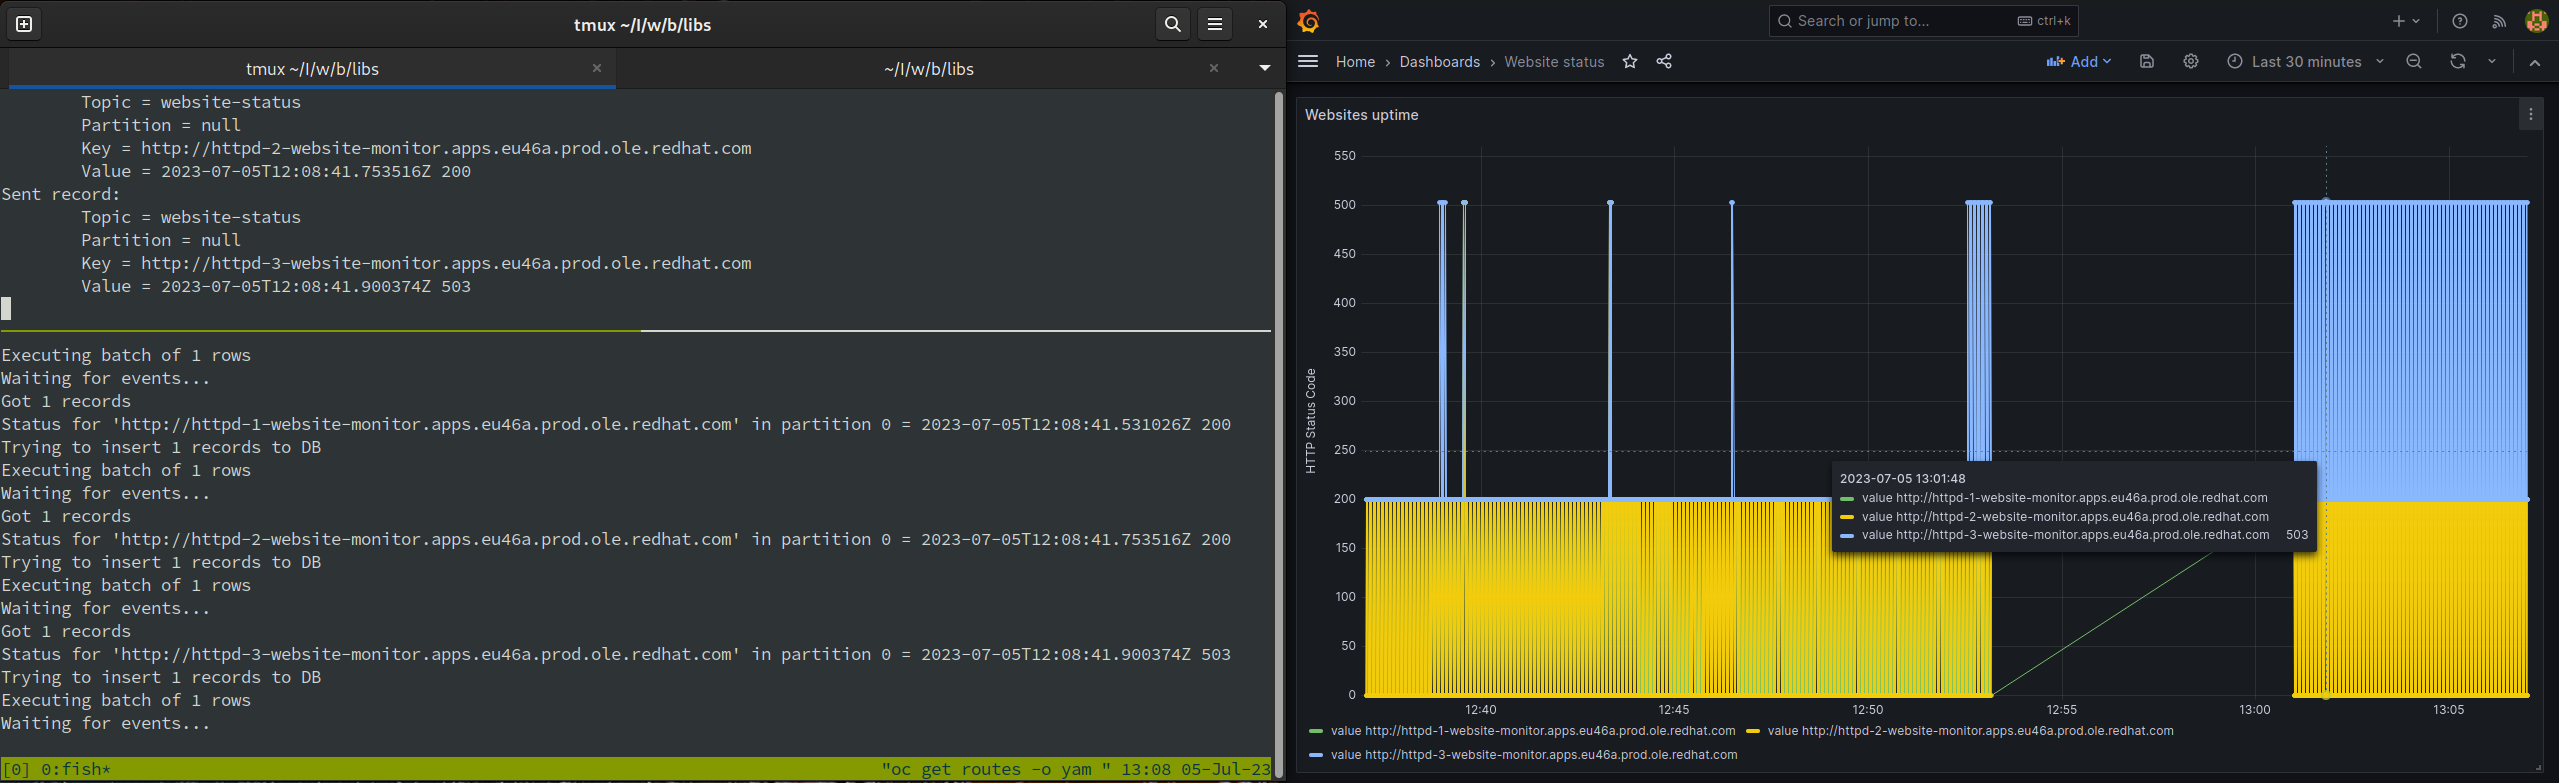 tmux ~/I/w/b/libs
tmux ~/I/w/b/libs
~/I/w/b/libs
Topic = website-status
Partition = null
Key = http://httpd-2-website-monitor.apps.eu46a.prod.ole.redhat.com
Value = 2023-07-05T12:08:41.753516Z 200
Sent record:
Topic = website-status
Partition = null
Key = http://httpd-3-website-monitor.apps.eu46a.prod.ole.redhat.com
Value = 2023-07-05T12:08:41.900374Z 503
Executing batch of 1 rows
Waiting for events...
Got 1 records
Status for 'http://httpd-1-website-monitor.apps.eu46a.prod.ole.redhat.com' in partition 0 = 2023-07-05T12:08:41.531026Z 200
Trying to insert 1 records to DB
Executing batch of 1 rows
Waiting for events...
Got 1 records
Status for 'http://httpd-2-website-monitor.apps.eu46a.prod.ole.redhat.com' in partition 0 = 2023-07-05T12:08:41.753516Z 200
Trying to insert 1 records to DB
Executing batch of 1 rows
Waiting for events...
Got 1 records
Status for 'http://httpd-3-website-monitor.apps.eu46a.prod.ole.redhat.com' in partition 0 = 2023-07-05T12:08:41.900374Z 503
Trying to insert 1 records to DB
Executing batch of 1 rows
Waiting for events...
[0] 0:fish* "oc get routes -o yam " 13:08 05-Jul-23
Search or jump to... ctrl+k
Home › Dashboards › Website status
Add
Last 30 minutes
Websites uptime
HTTP Status Code
550
500
450
400
350
300
250
200
150
100
50
0
2023-07-05 13:01:48
value http://httpd-1-website-monitor.apps.eu46a.prod.ole.redhat.com
value http://httpd-2-website-monitor.apps.eu46a.prod.ole.redhat.com
value http://httpd-3-website-monitor.apps.eu46a.prod.ole.redhat.com 503
12:40 12:45 12:50 12:55 13:00 13:05
value http://httpd-1-website-monitor.apps.eu46a.prod.ole.redhat.com value http://httpd-2-website-monitor.apps.eu46a.prod.ole.redhat.com
value http://httpd-3-website-monitor.apps.eu46a.prod.ole.redhat.com